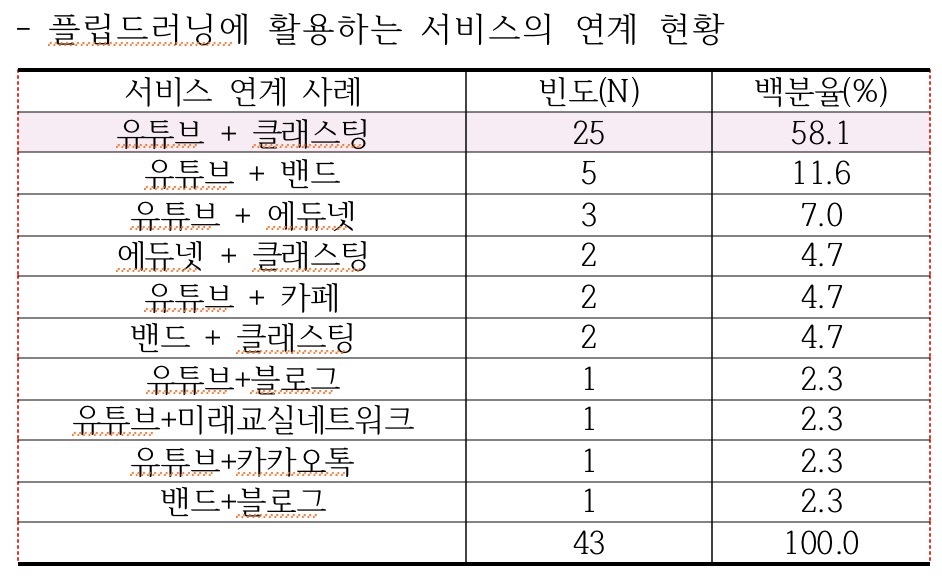 - 플립드러닝에 활용하는 서비스의 연계 현황
서비스 연계 사례 빈도(N) 백분율(%)
유튜브 + 클래스팅 25 58.1
유튜브 + 밴드 5 11.6
유튜브 + 에듀넷 3 7.0
에듀넷 + 클래스팅 2 4.7
유튜브 + 카페 2 4.7
밴드 + 클래스팅 2 4.7
유튜브+블로그 1 2.3
유튜브+미래교실네트워크 1 2.3
유튜브+카카오톡 1 2.3
밴드+블로그 1 2.3
43 100.0